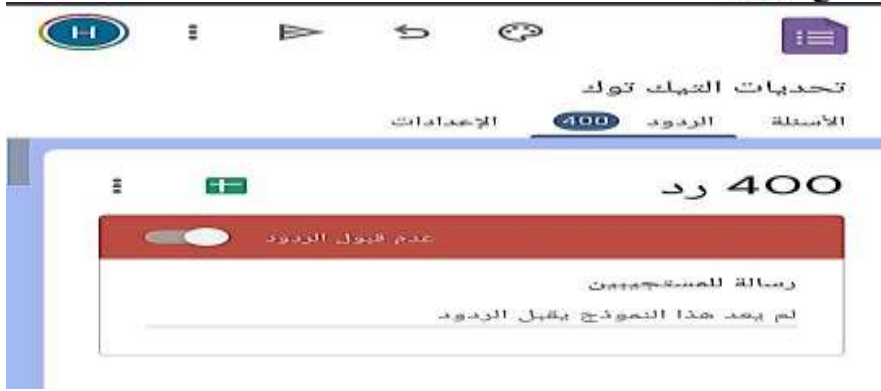 H
تحديات التيك توك
الأسئلة الردود 400 الإعدادات
400 رد
عدم قبول الردود
رسالة للمستجيبين
لم يعد هذا النموذج يقبل الردود